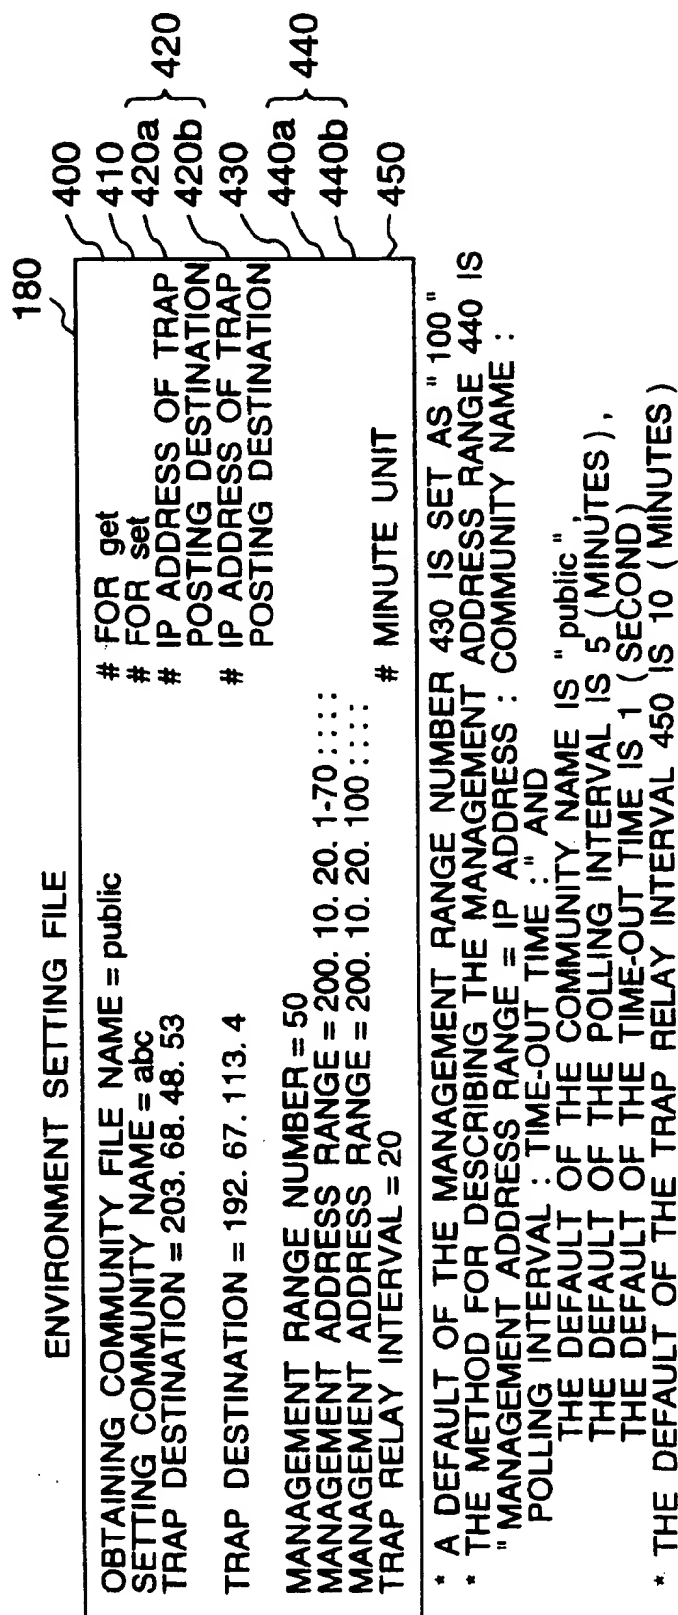 ENVIRONMENT SETTING FILE
180
OBTAINING COMMUNITY FILE NAME = public # FOR get 400
SETTING COMMUNITY NAME = abc # FOR set 410
TRAP DESTINATION = 203. 68. 48. 53 # IP ADDRESS OF TRAP 420a
POSTING DESTINATION
420
TRAP DESTINATION = 192. 67. 113. 4 # IP ADDRESS OF TRAP 420b
POSTING DESTINATION
MANAGEMENT RANGE NUMBER = 50 430
MANAGEMENT ADDRESS RANGE = 200. 10. 20. 1-70 : : : : 440a
MANAGEMENT ADDRESS RANGE = 200. 10. 20. 100 : : : : 440b
440
TRAP RELAY INTERVAL = 20 # MINUTE UNIT 450
* A DEFAULT OF THE MANAGEMENT RANGE NUMBER 430 IS SET AS " 100 "
* THE METHOD FOR DESCRIBING THE MANAGEMENT ADDRESS RANGE 440 IS
" MANAGEMENT ADDRESS RANGE = IP ADDRESS : COMMUNITY NAME :
POLLING INTERVAL : TIME-OUT TIME : " AND
THE DEFAULT OF THE COMMUNITY NAME IS " public ",
THE DEFAULT OF THE POLLING INTERVAL IS 5 ( MINUTES ),
THE DEFAULT OF THE TIME-OUT TIME IS 1 ( SECOND )
* THE DEFAULT OF THE TRAP RELAY INTERVAL 450 IS 10 ( MINUTES )